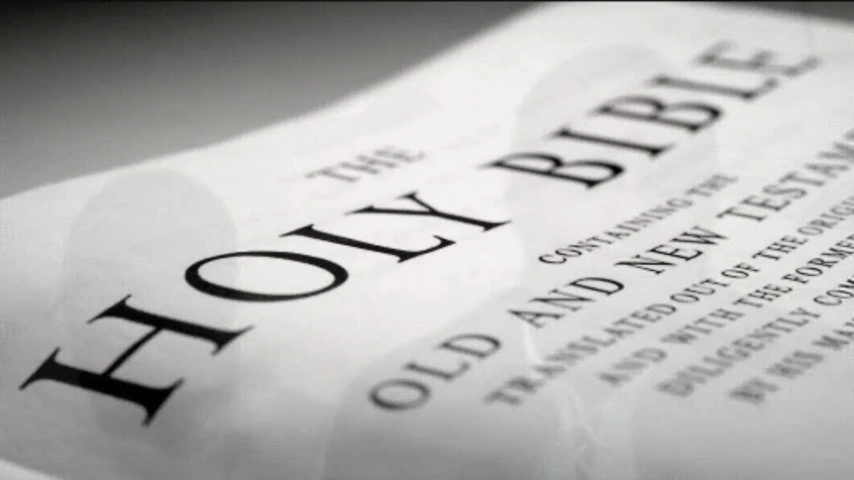 THE
HOLY BIBLE
CONTAINING THE
OLD AND NEW
TRANSLATED OUT OF THE
AND WITH THE FORMER
DILIGENTLY
BY HIS